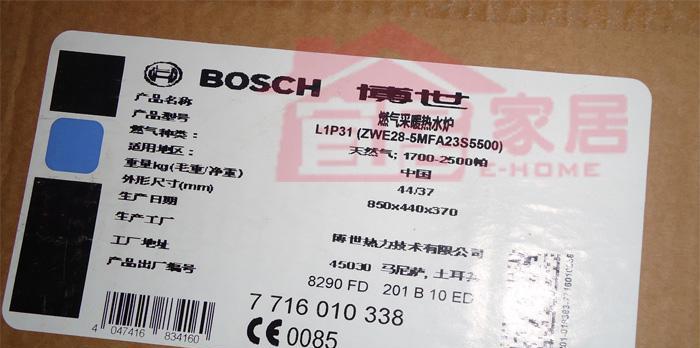 BOSCH 博世
产品名称 燃气采暖热水炉
产品型号 L1P31 (ZWE28-5MFA23S5500)
燃气种类: 天然气; 1700-2500帕
适用地区: 中国
重量kg(毛重/净重) 44/37
外形尺寸(mm) 850x440x370
生产日期
生产工厂 博世热力技术有限公司
工厂地址 45030 马尼萨, 土耳其
产品出厂编号 8290 FD 201 B 10 ED
7 716 010 338
CE 0085
4 047416 834160
宜家居
E-HOME